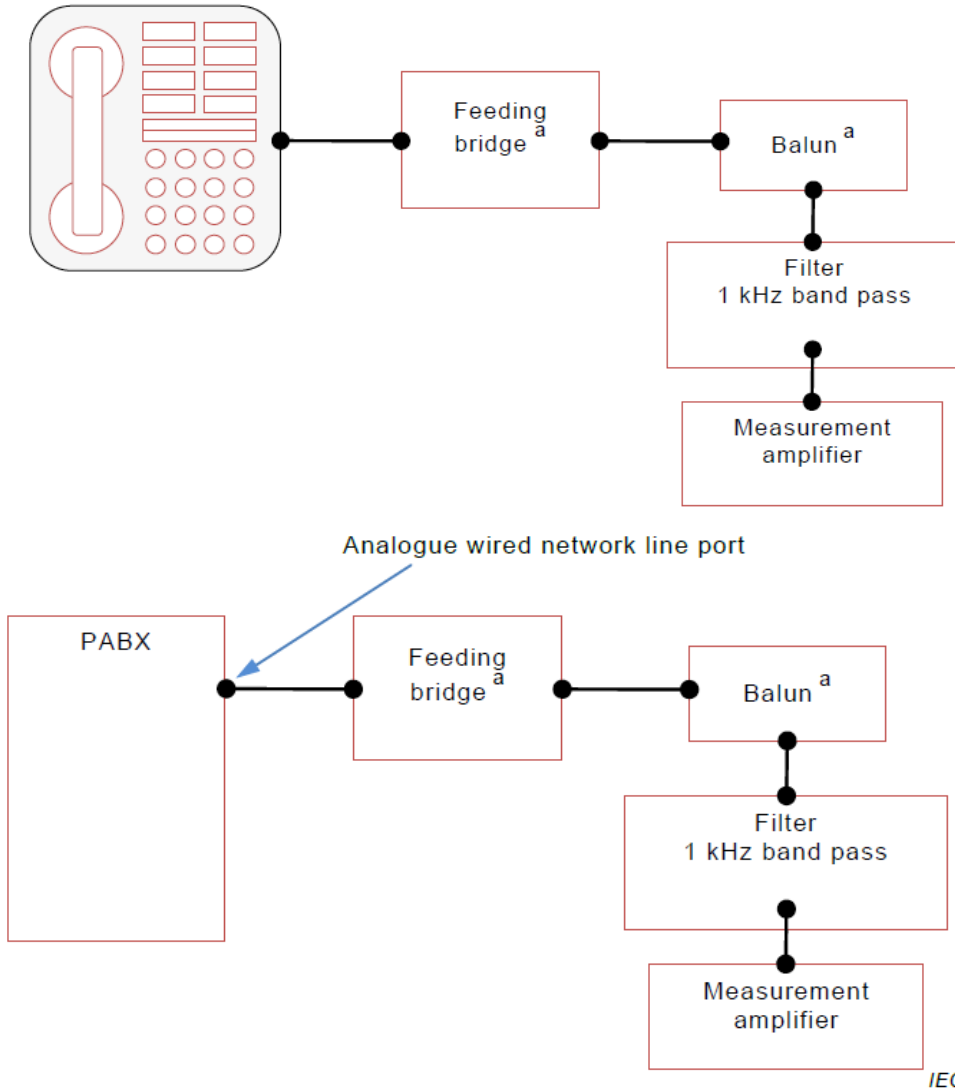 Feeding
bridge a
Balun a
Filter
1 kHz band pass
Measurement
amplifier
Analogue wired network line port
PABX
Feeding
bridge a
Balun a
Filter
1 kHz band pass
Measurement
amplifier
IEC